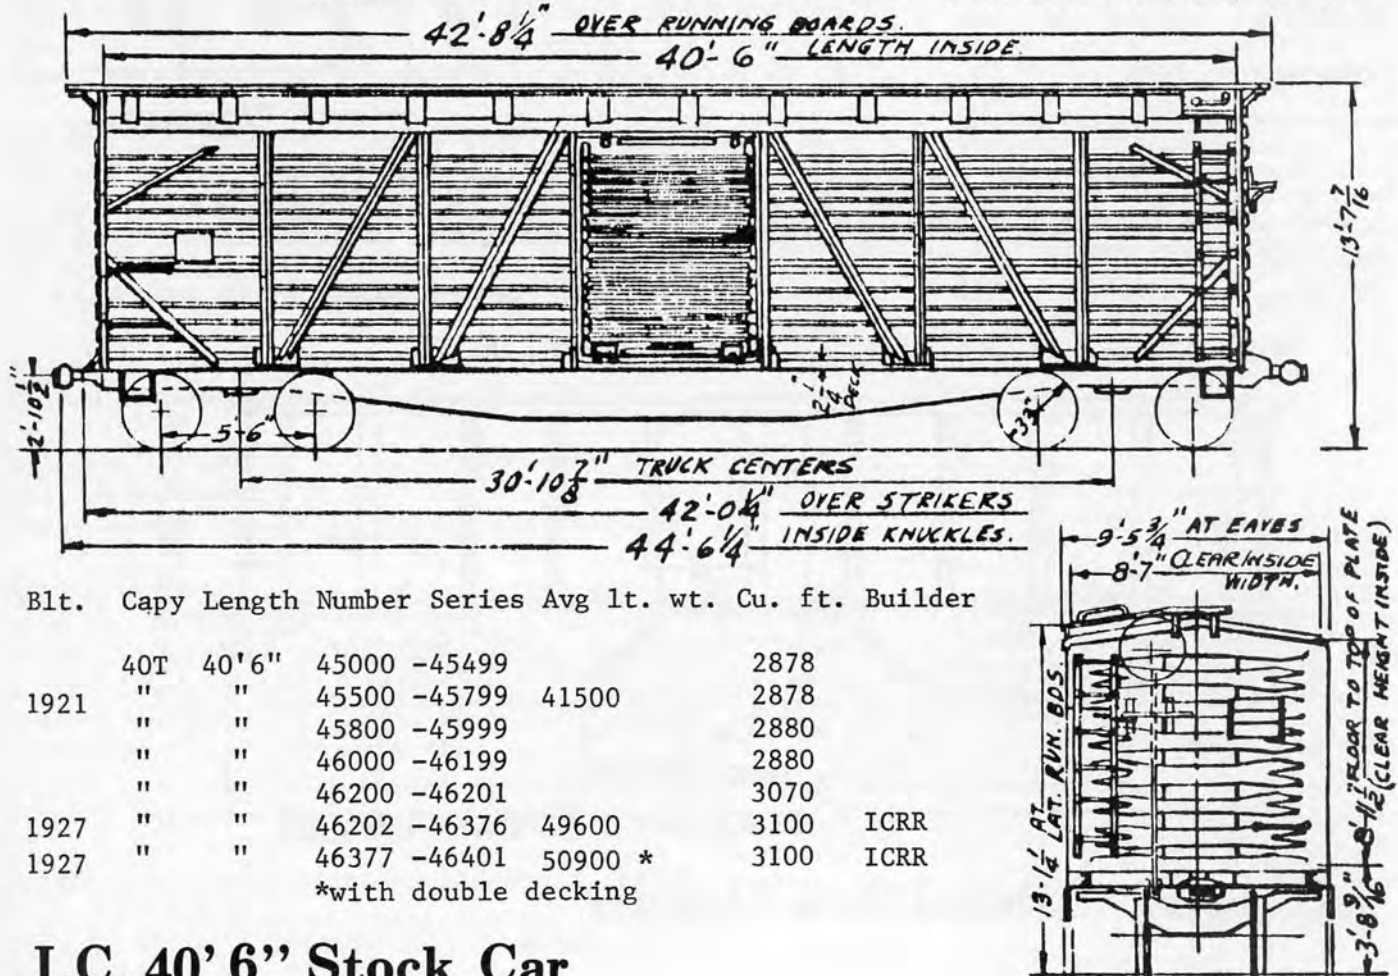 42'-8¼" OVER RUNNING BOARDS.
40'-6" LENGTH INSIDE.
13'-7 7/16
2'-10½"
5'-6"
2¼" DECK
33"
30'-10⅞" TRUCK CENTERS
42'-0¼" OVER STRIKERS
44'-6¼ INSIDE KNUCKLES.
9'-5¾" AT EAVES
8'-7" CLEAR INSIDE
WIDTH.
13'-1¼ AT
LAT. RUN. BDS.
8'-1½" FLOOR TO TOP OF PLATE
(CLEAR HEIGHT INSIDE)
3'-8 9/16"
Blt. Capy Length Number Series Avg lt. wt. Cu. ft. Builder
40T 40'6" 45000 -45499 2878
1921 " " 45500 -45799 41500 2878
" " 45800 -45999 2880
" " 46000 -46199 2880
" " 46200 -46201 3070
1927 " " 46202 -46376 49600 3100 ICRR
1927 " " 46377 -46401 50900 * 3100 ICRR
*with double decking
I.C. 40' 6" Stock Car